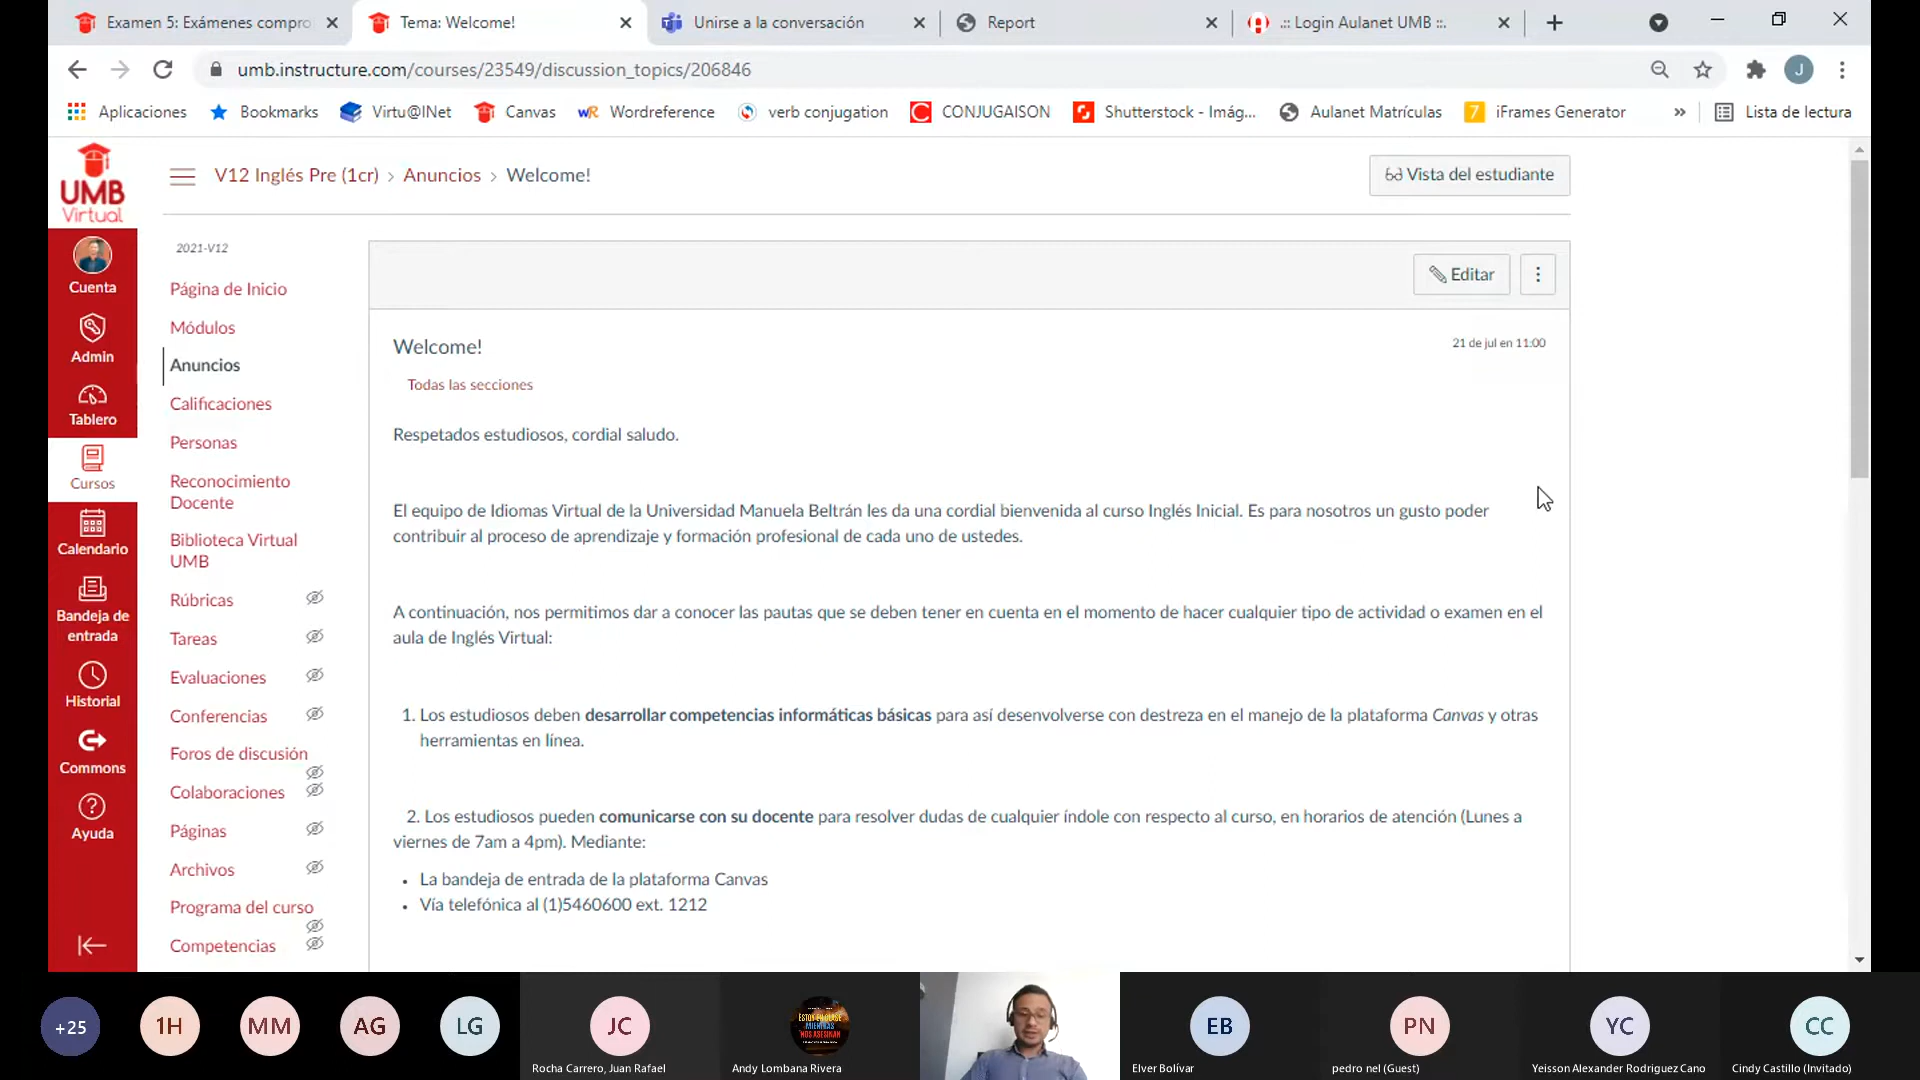 Examen 5: Exámenes compro
Tema: Welcome!
Unirse a la conversación
Report
.:: Login Aulanet UMB ::.
umb.instructure.com/courses/23549/discussion_topics/206846
J
Aplicaciones
Bookmarks
Virtu@lNet
Canvas
Wordreference
verb conjugation
CONJUGAISON
Shutterstock - Imág...
Aulanet Matrículas
iFrames Generator
»
Lista de lectura
UMB
Virtual
V12 Inglés Pre (1cr) › Anuncios › Welcome!
Vista del estudiante
Cuenta
Admin
Tablero
Cursos
Calendario
Bandeja de
entrada
Historial
Commons
Ayuda
2021-V12
Página de Inicio
Módulos
Anuncios
Calificaciones
Personas
Reconocimiento
Docente
Biblioteca Virtual
UMB
Rúbricas
Tareas
Evaluaciones
Conferencias
Foros de discusión
Colaboraciones
Páginas
Archivos
Programa del curso
Competencias
Editar
Welcome!
21 de jul en 11:00
Todas las secciones
Respetados estudiosos, cordial saludo.
El equipo de Idiomas Virtual de la Universidad Manuela Beltrán les da una cordial bienvenida al curso Inglés Inicial. Es para nosotros un gusto poder
contribuir al proceso de aprendizaje y formación profesional de cada uno de ustedes.
A continuación, nos permitimos dar a conocer las pautas que se deben tener en cuenta en el momento de hacer cualquier tipo de actividad o examen en el
aula de Inglés Virtual:
1. Los estudiosos deben desarrollar competencias informáticas básicas para así desenvolverse con destreza en el manejo de la plataforma Canvas y otras
herramientas en línea.
2. Los estudiosos pueden comunicarse con su docente para resolver dudas de cualquier índole con respecto al curso, en horarios de atención (Lunes a
viernes de 7am a 4pm). Mediante:
• La bandeja de entrada de la plataforma Canvas
• Vía telefónica al (1)5460600 ext. 1212
+25
1H
MM
AG
LG
JC
Rocha Carrero, Juan Rafael
ESTOY EN CLASE
MIENTRAS
NOS ASESINAN
Andy Lombana Rivera
EB
Elver Bolívar
PN
pedro nel (Guest)
YC
Yeisson Alexander Rodriguez Cano
CC
Cindy Castillo (Invitado)